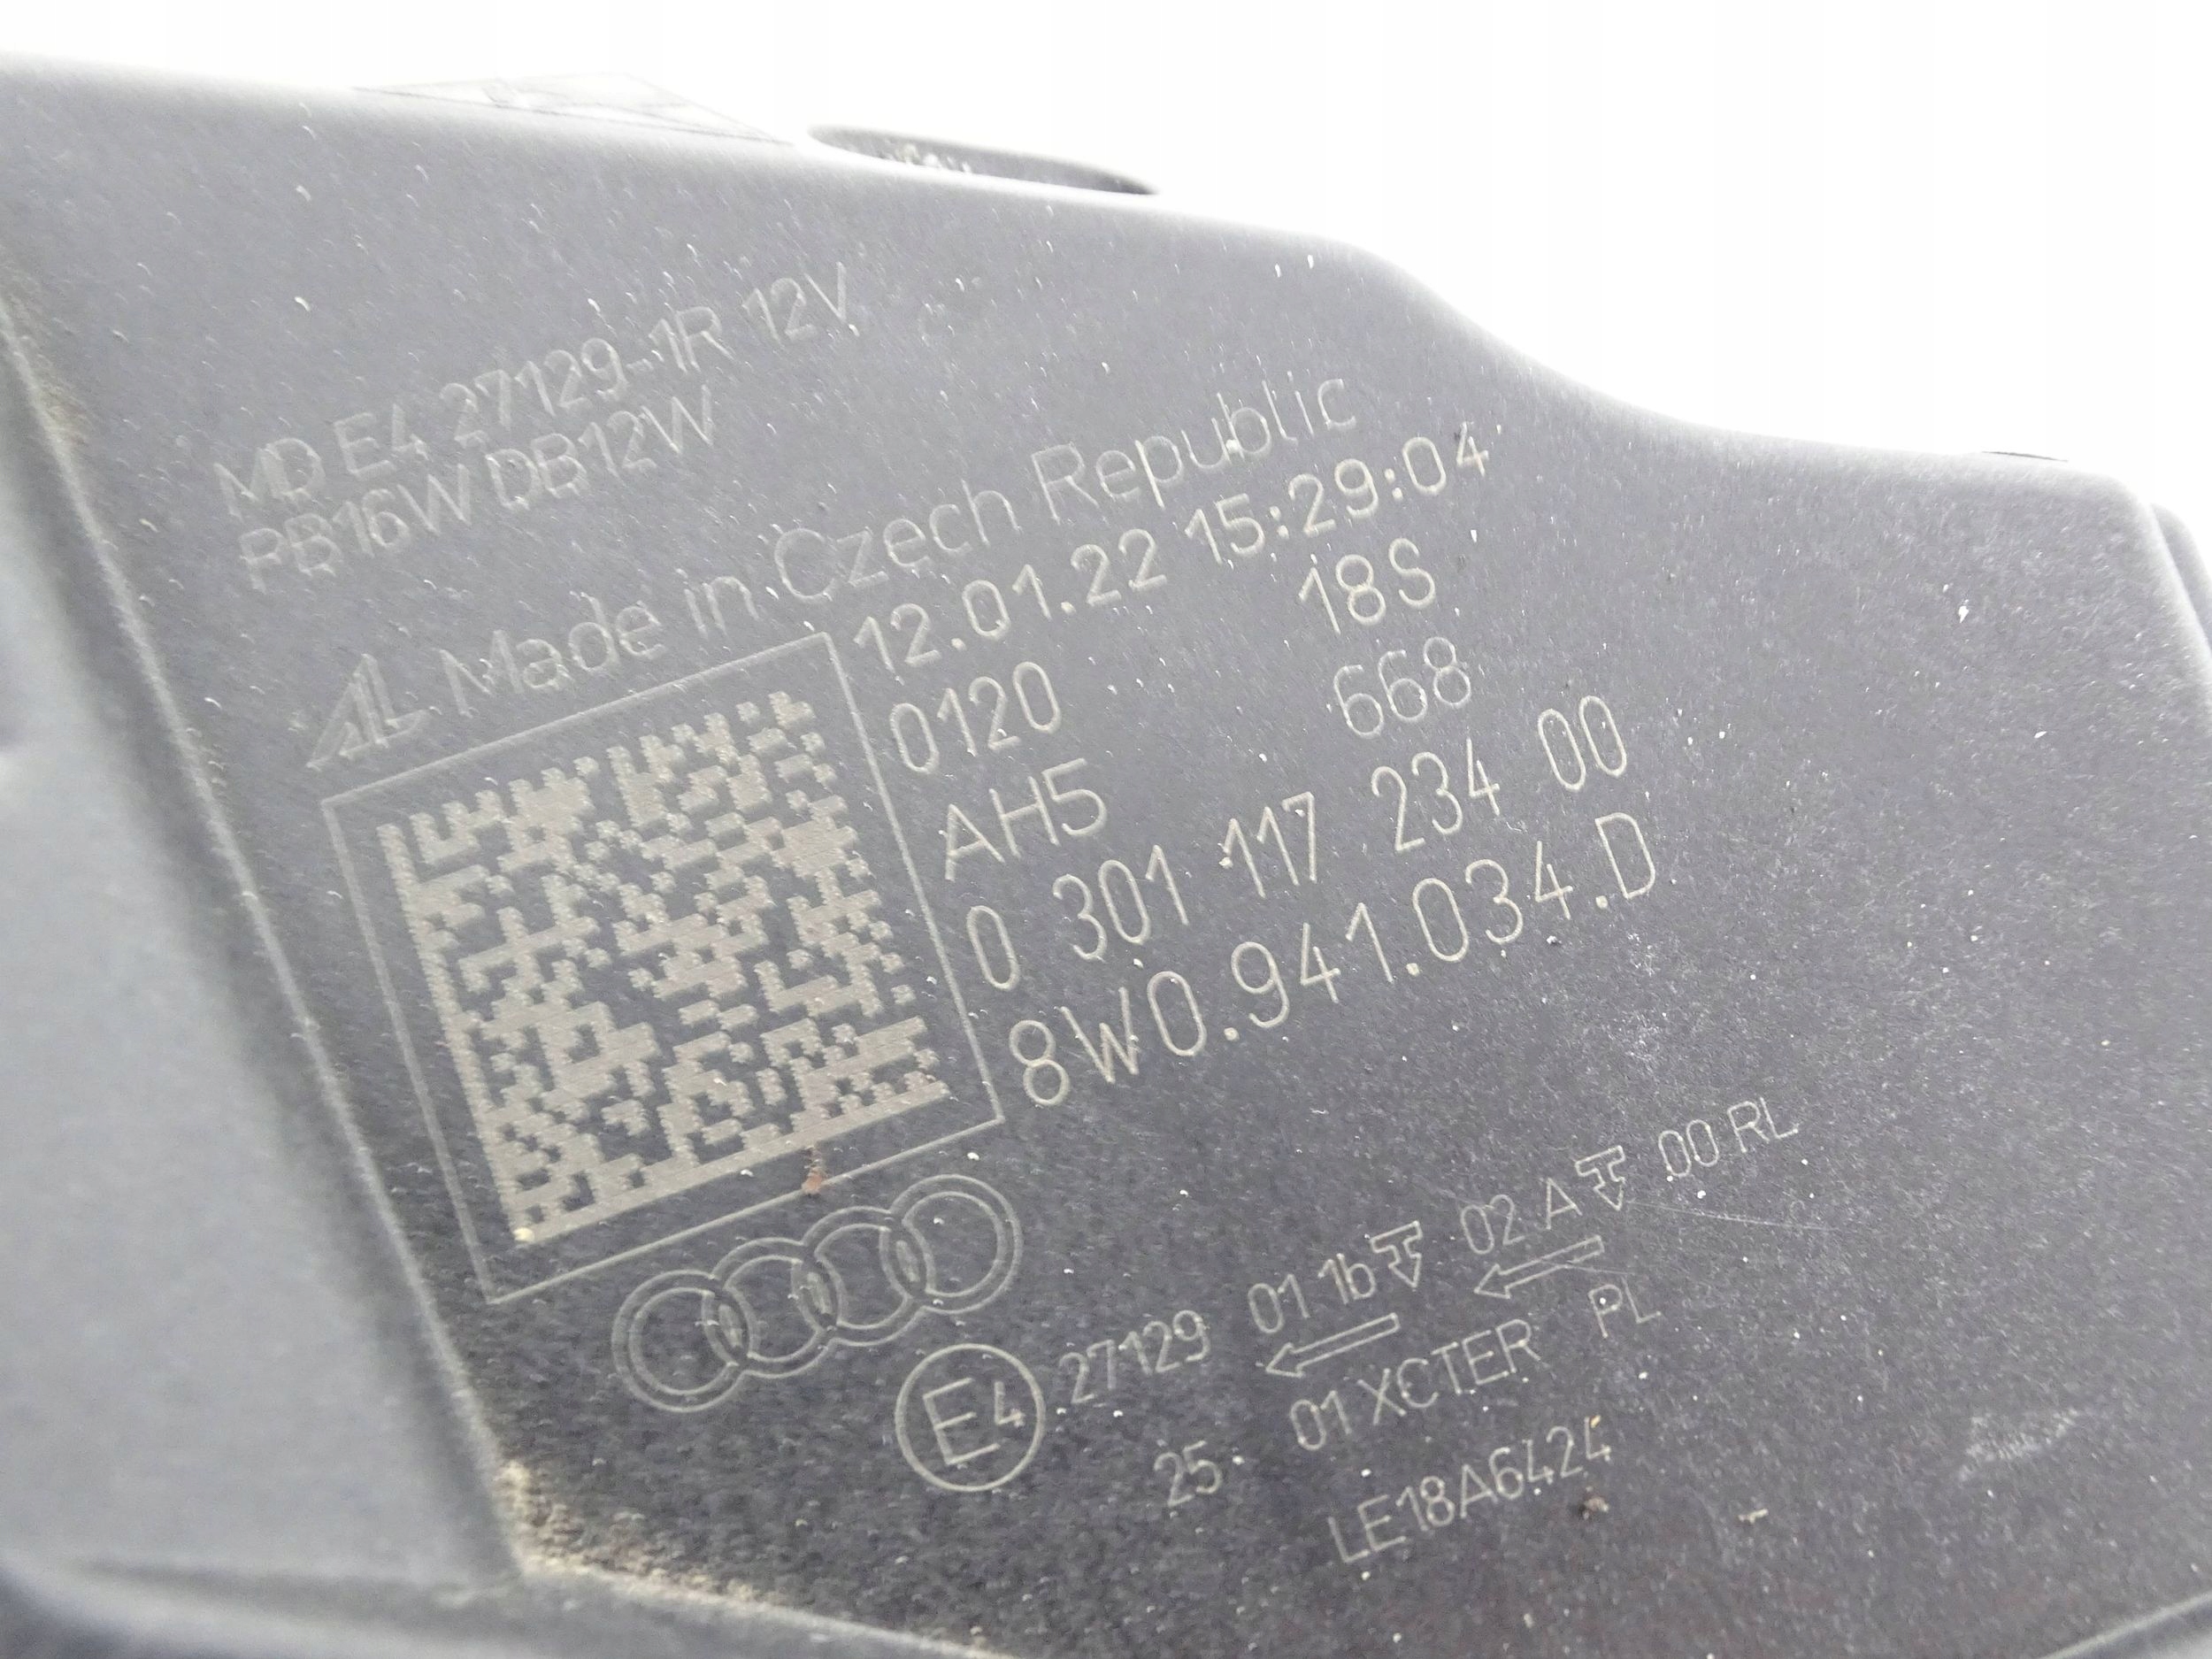 MD E4 27129-1R 12V
PB16W DB12W
AL Made in Czech Republic
12.01.22 15:29:04
0120 18S
AH5 668
0 301 117 234 00
8W0.941.034.D
E4 27129 01 1b 02 A 00 RL
25 01 XCTER PL
LE18A6424